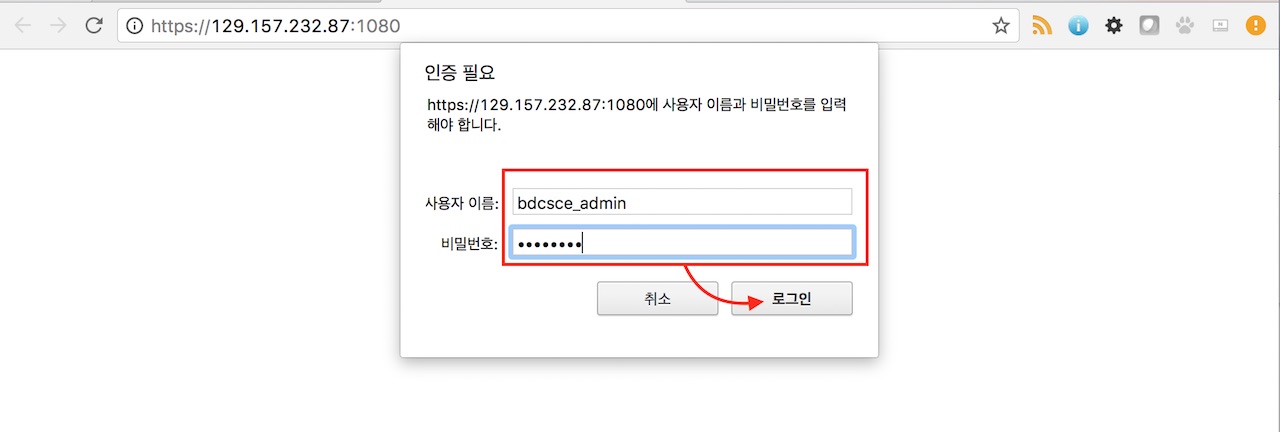 https://129.157.232.87:1080
인증 필요
https://129.157.232.87:1080에 사용자 이름과 비밀번호를 입력
해야 합니다.
사용자 이름: bdcsce_admin
비밀번호: ••••••••
취소 로그인